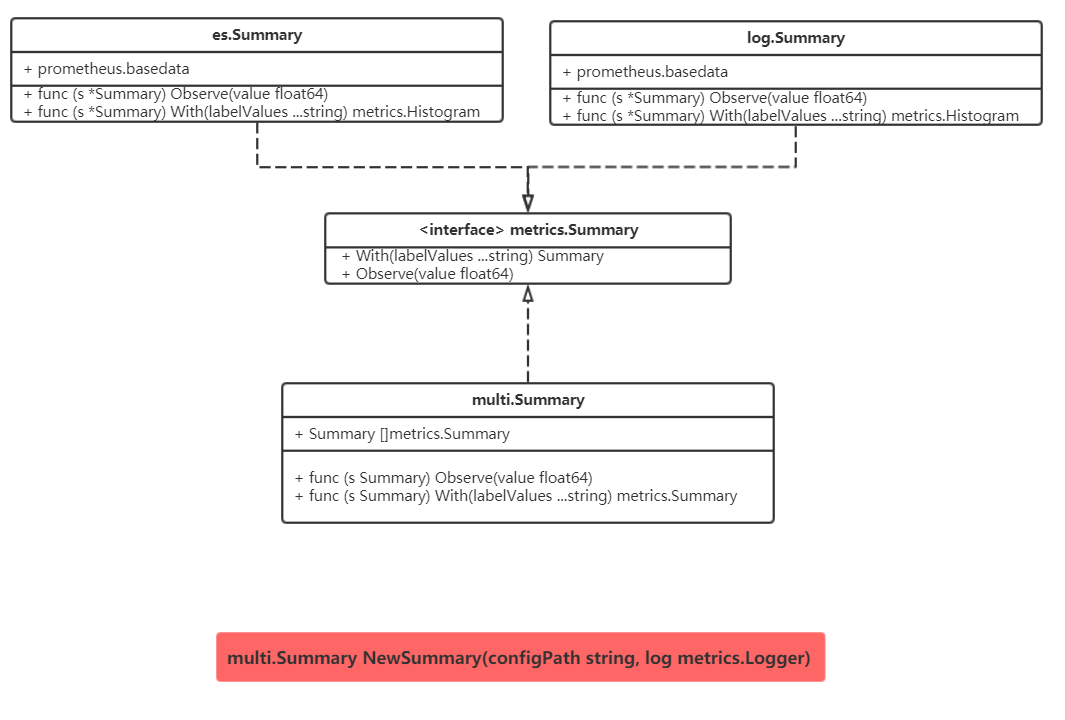 es.Summary
+ prometheus.basedata
+ func (s *Summary) Observe(value float64)
+ func (s *Summary) With(labelValues ...string) metrics.Histogram
log.Summary
+ prometheus.basedata
+ func (s *Summary) Observe(value float64)
+ func (s *Summary) With(labelValues ...string) metrics.Histogram
<interface> metrics.Summary
+ With(labelValues ...string) Summary
+ Observe(value float64)
multi.Summary
+ Summary []metrics.Summary
+ func (s Summary) Observe(value float64)
+ func (s Summary) With(labelValues ...string) metrics.Summary
multi.Summary NewSummary(configPath string, log metrics.Logger)